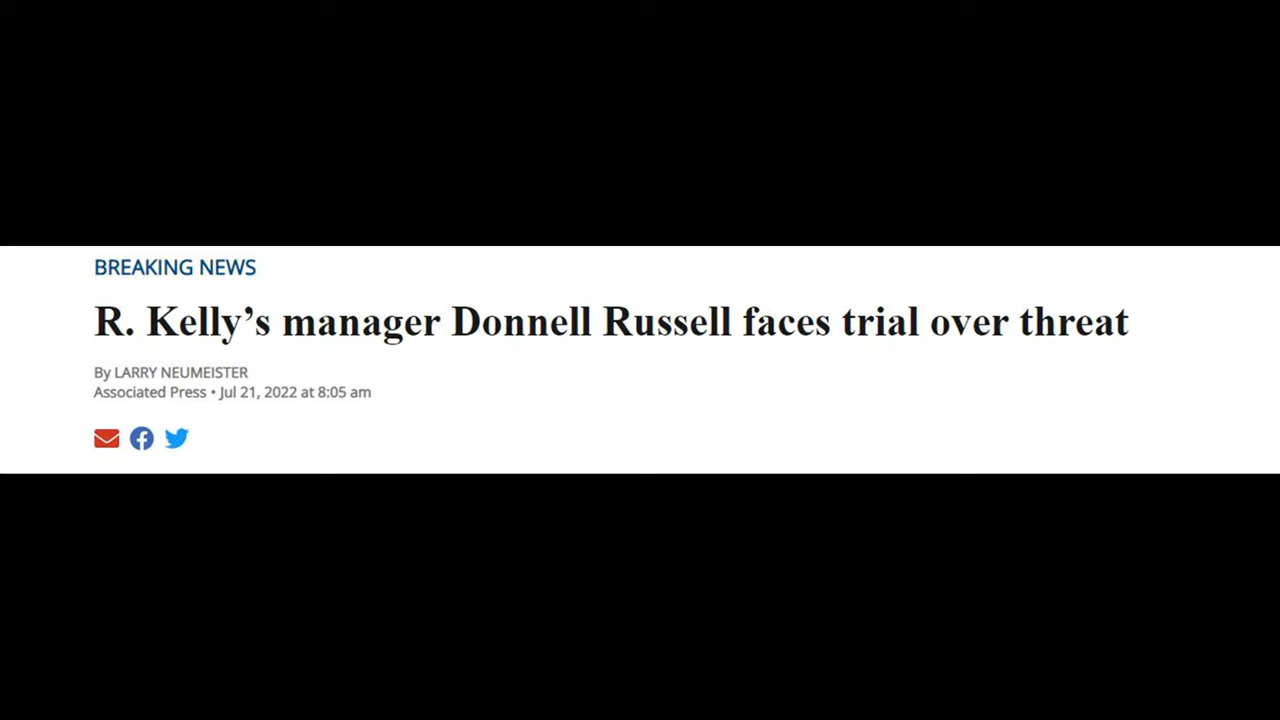 BREAKING NEWS
R. Kelly’s manager Donnell Russell faces trial over threat
By LARRY NEUMEISTER
Associated Press • Jul 21, 2022 at 8:05 am